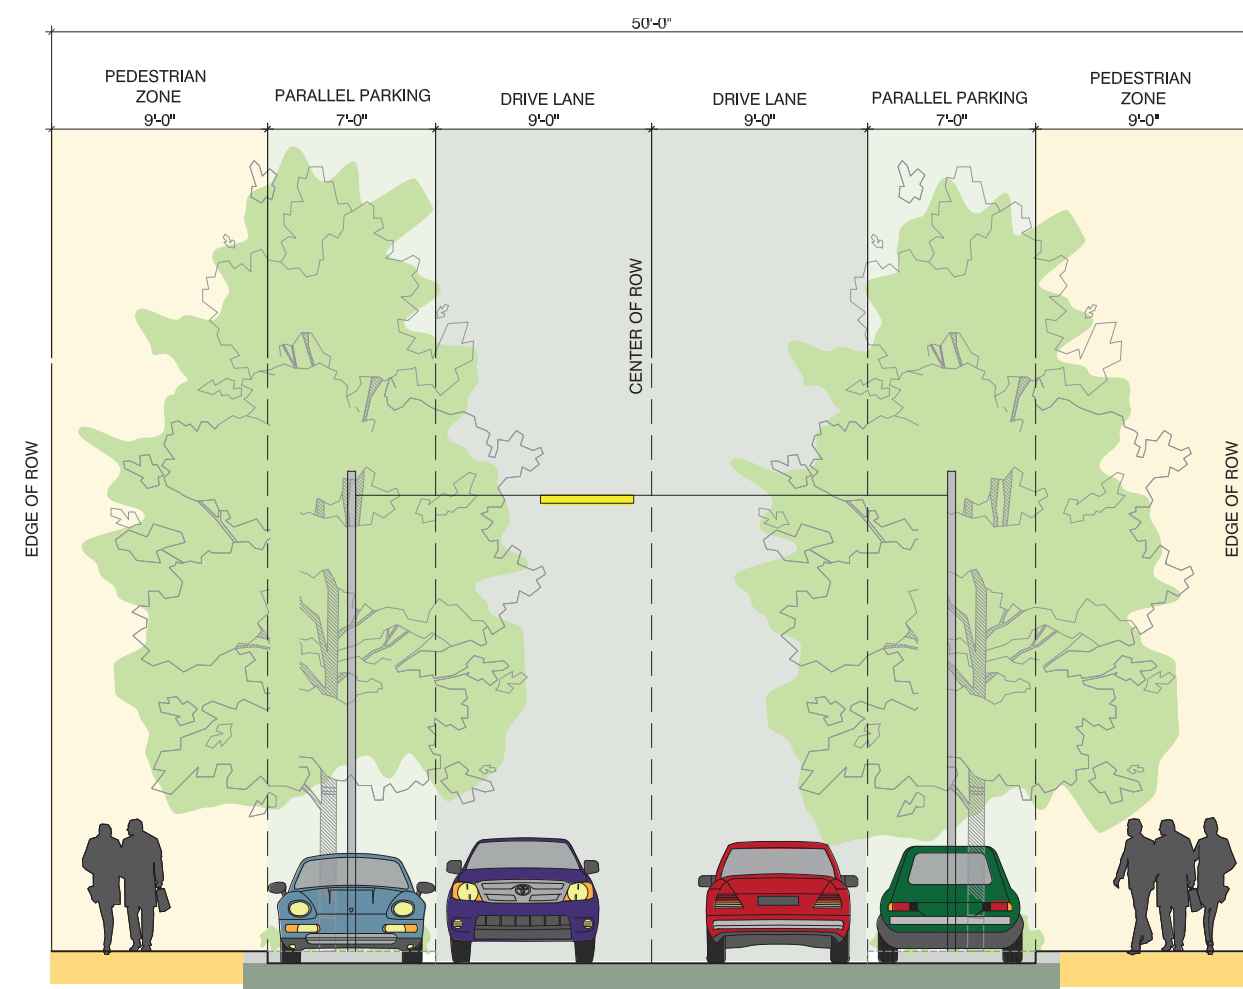 50'-0"
PEDESTRIAN
ZONE
9'-0"
PARALLEL PARKING
7'-0"
DRIVE LANE
9'-0"
DRIVE LANE
9'-0"
PARALLEL PARKING
7'-0"
PEDESTRIAN
ZONE
9'-0"
EDGE OF ROW
CENTER OF ROW
EDGE OF ROW